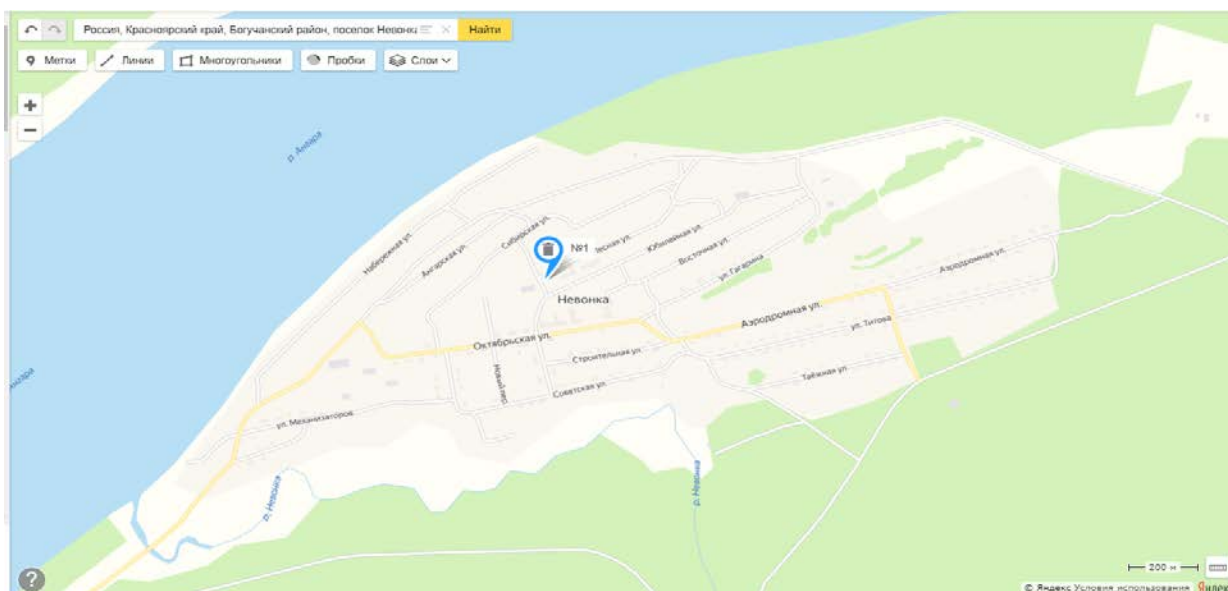 Россия, Красноярский край, Богучанский район, поселок Невонка
Найти
Метки
Линии
Многоугольники
Пробки
Слои
р. Ангара
Набережная ул.
Ангарская ул.
Сибирская ул.
№1
Юбилейная ул.
Восточная ул.
ул. Гагарина
Аэродромная ул.
Невонка
Аэродромная ул.
ул. Титова
Октябрьская ул.
Строительная ул.
Таёжная ул.
Новый пер.
Советская ул.
ул. Механизаторов
р. Невонка
р. Невонка
?
200 м
© Яндекс Условия использования